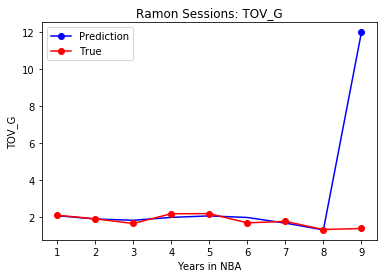 Ramon Sessions: TOV_G
Prediction
True
12
10
8
6
4
2
TOV_G
1 2 3 4 5 6 7 8 9
Years in NBA